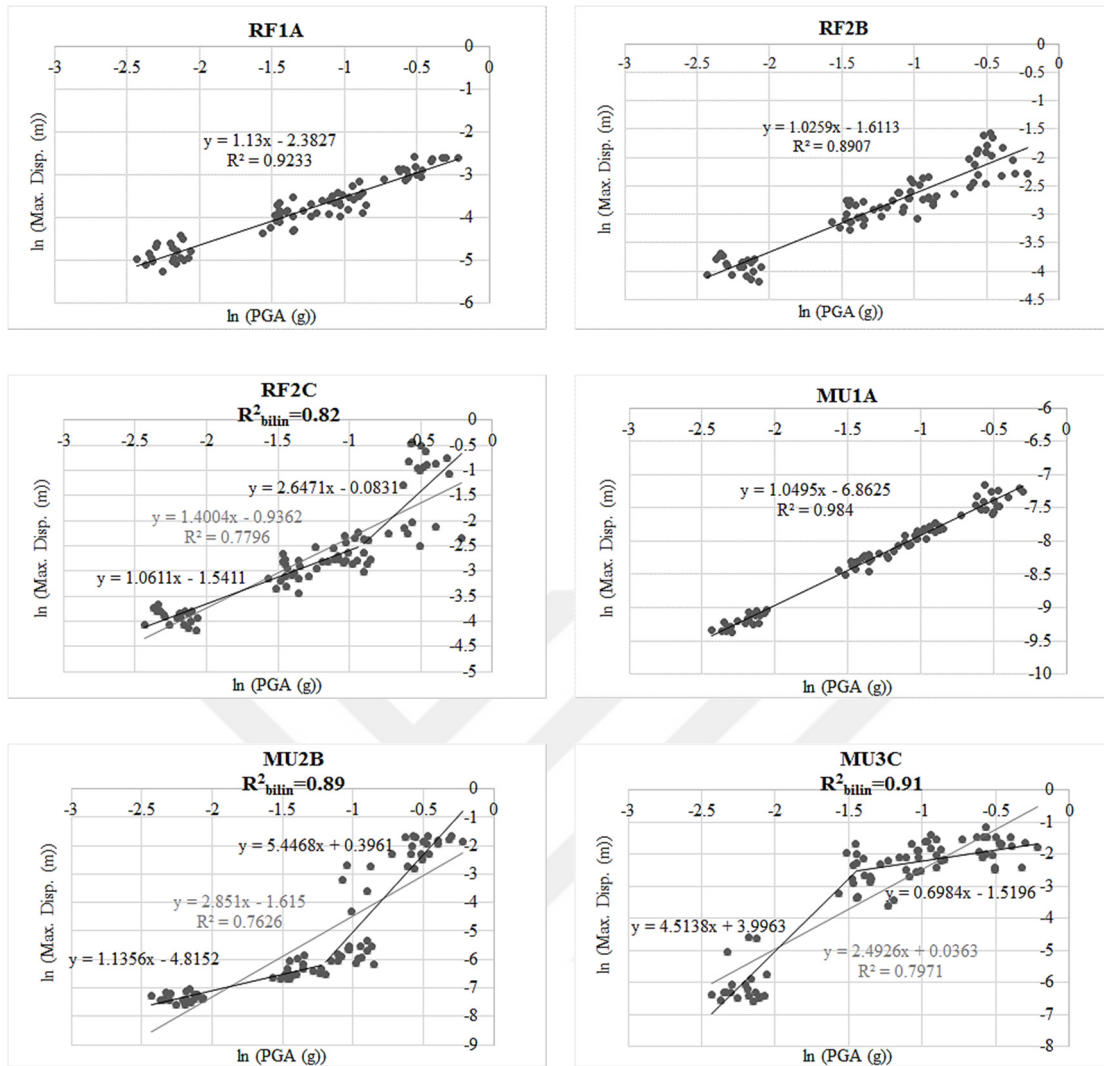 RF1A
0
-3 -2.5 -2 -1.5 -1 -0.5 0
-1
-2
-3
-4
-5
-6
y = 1.13x - 2.3827
R² = 0.9233
ln (Max. Disp. (m))
ln (PGA (g))
RF2B
0
-3 -2.5 -2 -1.5 -1 -0.5 0
-0.5
-1
-1.5
-2
-2.5
-3
-3.5
-4
-4.5
y = 1.0259x - 1.6113
R² = 0.8907
ln (Max. Disp. (m))
ln (PGA (g))
RF2C
R²bilin=0.82
0
-3 -2.5 -2 -1.5 -1 -0.5 0
-0.5
-1
-1.5
-2
-2.5
-3
-3.5
-4
-4.5
-5
y = 2.6471x - 0.0831
y = 1.4004x - 0.9362
R² = 0.7796
y = 1.0611x - 1.5411
ln (Max. Disp. (m))
ln (PGA (g))
MU1A
-6
-3 -2.5 -2 -1.5 -1 -0.5 0
-6.5
-7
-7.5
-8
-8.5
-9
-9.5
-10
y = 1.0495x - 6.8625
R² = 0.984
ln (Max. Disp. (m))
ln (PGA (g))
MU2B
R²bilin=0.89
0
-3 -2.5 -2 -1.5 -1 -0.5 0
-1
-2
-3
-4
-5
-6
-7
-8
-9
y = 5.4468x + 0.3961
y = 2.851x - 1.615
R² = 0.7626
y = 1.1356x - 4.8152
ln (Max. Disp. (m))
ln (PGA (g))
MU3C
R²bilin=0.91
0
-3 -2.5 -2 -1.5 -1 -0.5 0
-1
-2
-3
-4
-5
-6
-7
-8
y = 0.6984x - 1.5196
y = 4.5138x + 3.9963
y = 2.4926x + 0.0363
R² = 0.7971
ln (Max. Disp. (m))
ln (PGA (g))